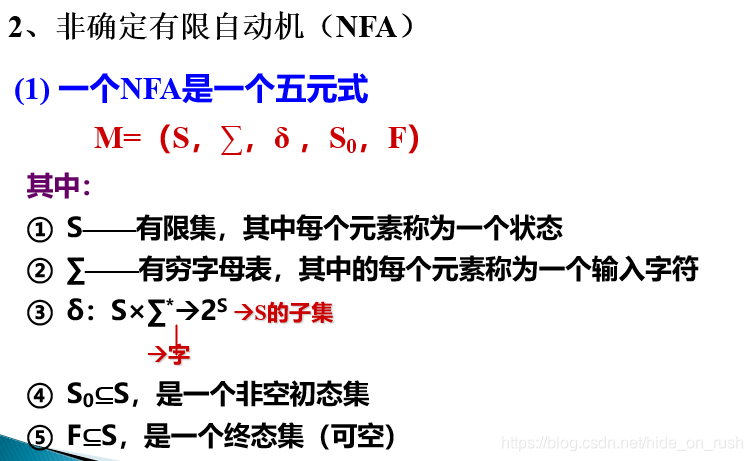 2、非确定有限自动机（NFA）
(1) 一个NFA是一个五元式
M=（S，∑，δ ，S₀，F）
其中：
① S——有限集，其中每个元素称为一个状态
② ∑——有穷字母表，其中的每个元素称为一个输入字符
③ δ：S×∑*→2ˢ →S的子集
→字
④ S₀⊆S，是一个非空初态集
⑤ F⊆S，是一个终态集（可空）
https://blog.csdn.net/hide_on_rush